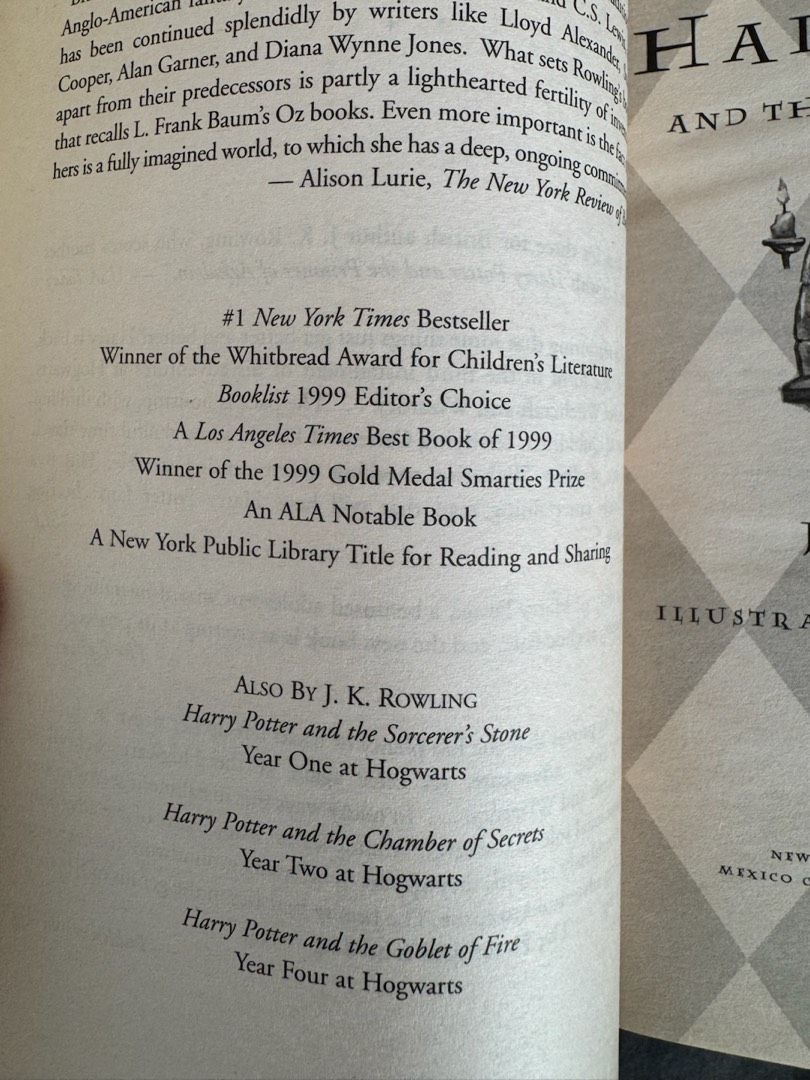 Anglo-American
has been continued splendidly by writers like Lloyd Alexander,
Cooper, Alan Garner, and Diana Wynne Jones. What sets Rowling's
apart from their predecessors is partly a lighthearted fertility of
that recalls L. Frank Baum's Oz books. Even more important is the
hers is a fully imagined world, to which she has a deep, ongoing
— Alison Lurie, The New York Review of
#1 New York Times Bestseller
Winner of the Whitbread Award for Children's Literature
Booklist 1999 Editor's Choice
A Los Angeles Times Best Book of 1999
Winner of the 1999 Gold Medal Smarties Prize
An ALA Notable Book
A New York Public Library Title for Reading and Sharing
ALSO BY J. K. ROWLING
Harry Potter and the Sorcerer's Stone
Year One at Hogwarts
Harry Potter and the Chamber of Secrets
Year Two at Hogwarts
Harry Potter and the Goblet of Fire
Year Four at Hogwarts
AND
NEW
MEXICO